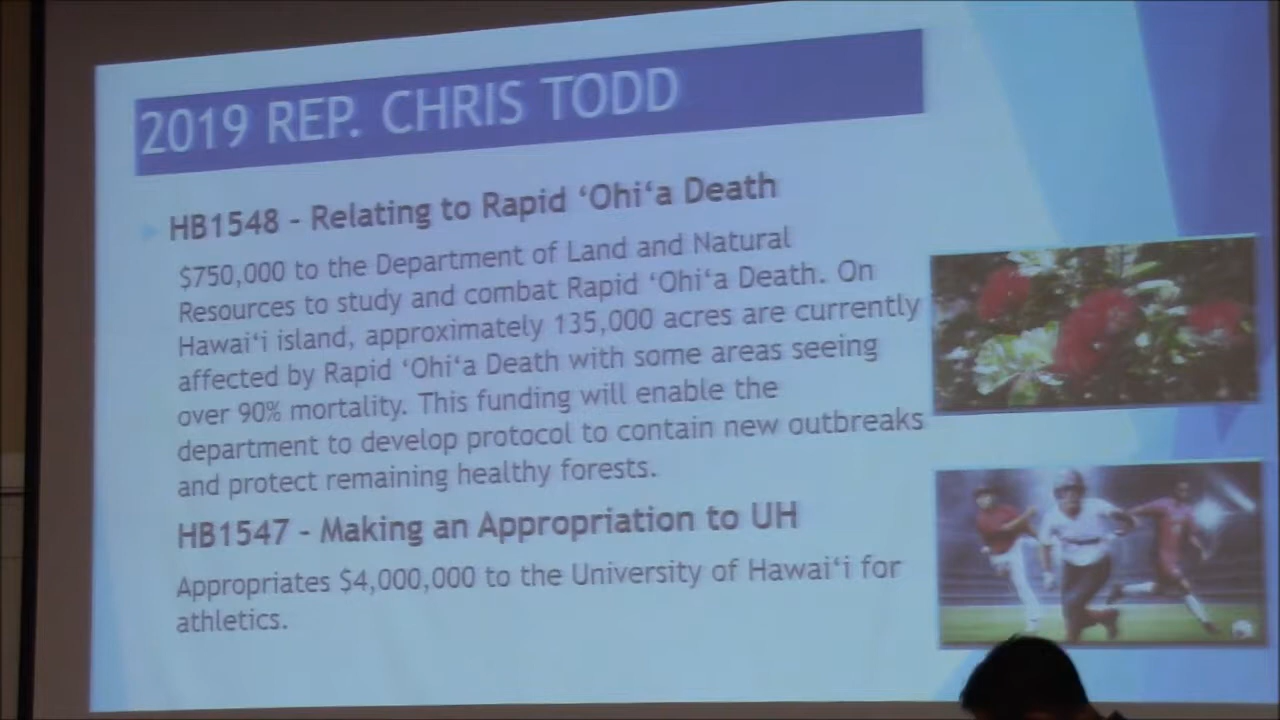 2019 REP. CHRIS TODD
HB1548 - Relating to Rapid ‘Ohi‘a Death
$750,000 to the Department of Land and Natural
Resources to study and combat Rapid ‘Ohi‘a Death. On
Hawai‘i island, approximately 135,000 acres are currently
affected by Rapid ‘Ohi‘a Death with some areas seeing
over 90% mortality. This funding will enable the
department to develop protocol to contain new outbreaks
and protect remaining healthy forests.
HB1547 - Making an Appropriation to UH
Appropriates $4,000,000 to the University of Hawai‘i for
athletics.